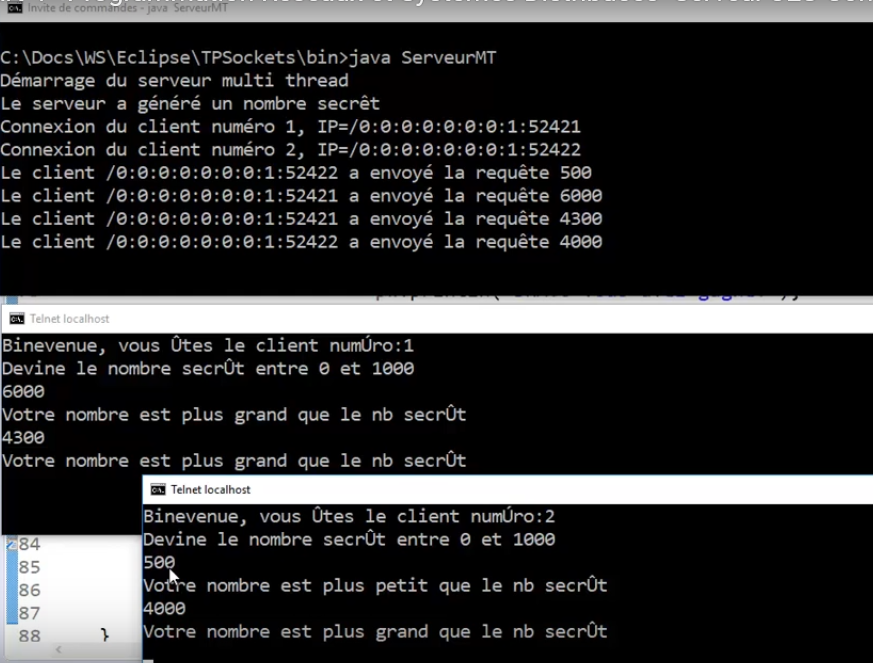 Invite de commandes - java ServeurMT
C:\Docs\WS\Eclipse\TPSockets\bin>java ServeurMT
Démarrage du serveur multi thread
Le serveur a généré un nombre secrêt
Connexion du client numéro 1, IP=/0:0:0:0:0:0:0:1:52421
Connexion du client numéro 2, IP=/0:0:0:0:0:0:0:1:52422
Le client /0:0:0:0:0:0:0:1:52422 a envoyé la requête 500
Le client /0:0:0:0:0:0:0:1:52421 a envoyé la requête 6000
Le client /0:0:0:0:0:0:0:1:52421 a envoyé la requête 4300
Le client /0:0:0:0:0:0:0:1:52422 a envoyé la requête 4000
Telnet localhost
Binevenue, vous Ûtes le client numÚro:1
Devine le nombre secrÛt entre 0 et 1000
6000
Votre nombre est plus grand que le nb secrÛt
4300
Votre nombre est plus grand que le nb secrÛt
Telnet localhost
Binevenue, vous Ûtes le client numÚro:2
Devine le nombre secrÛt entre 0 et 1000
500
Votre nombre est plus petit que le nb secrÛt
4000
Votre nombre est plus grand que le nb secrÛt
84
85
86
87
88 }